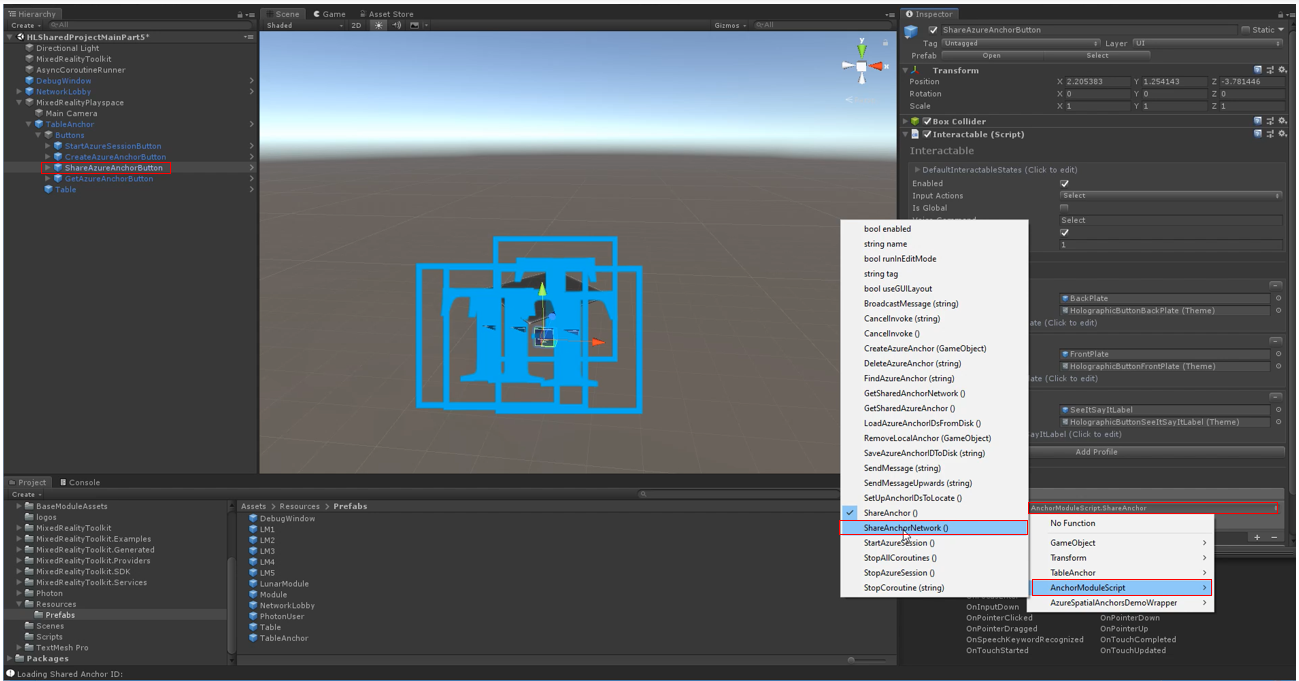 Hierarchy
Create
All
HLSharedProjectMainPart5*
Directional Light
MixedRealityToolkit
AsyncCoroutineRunner
DebugWindow
NetworkLobby
MixedRealityPlayspace
Main Camera
TableAnchor
Buttons
StartAzureSessionButton
CreateAzureAnchorButton
ShareAzureAnchorButton
GetAzureAnchorButton
Table
Scene Game Asset Store
Shaded 2D Gizmos All
y
x
T T T
Inspector
ShareAzureAnchorButton Static
Tag Untagged Layer UI
Prefab Open Select
Transform
Position X 2.205383 Y 1.254143 Z -3.781446
Rotation X 0 Y 0 Z 0
Scale X 1 Y 1 Z 1
Box Collider
Interactable (Script)
Interactable
DefaultInteractableStates (Click to edit)
Enabled
Input Actions Select
Is Global
Voice Command Select
1
BackPlate
HolographicButtonBackPlate (Theme)
ate (Click to edit)
FrontPlate
HolographicButtonFrontPlate (Theme)
ate (Click to edit)
SeeItSayItLabel
HolographicButtonSeeItSayItLabel (Theme)
ayItLabel (Click to edit)
Add Profile
AnchorModuleScript.ShareAnchor
bool enabled
string name
bool runInEditMode
string tag
bool useGUILayout
BroadcastMessage (string)
CancelInvoke (string)
CancelInvoke ()
CreateAzureAnchor (GameObject)
DeleteAzureAnchor (string)
FindAzureAnchor (string)
GetSharedAnchorNetwork ()
GetSharedAzureAnchor ()
LoadAzureAnchorIDsFromDisk ()
RemoveLocalAnchor (GameObject)
SaveAzureAnchorIDToDisk (string)
SendMessage (string)
SendMessageUpwards (string)
SetUpAnchorIDsToLocate ()
ShareAnchor ()
ShareAnchorNetwork ()
StartAzureSession ()
StopAllCoroutines ()
StopAzureSession ()
StopCoroutine (string)
No Function
GameObject
Transform
TableAnchor
AnchorModuleScript
AzureSpatialAnchorsDemoWrapper
OnInputDown
OnPointerClicked OnPointerDown
OnPointerDragged OnPointerUp
OnSpeechKeywordRecognized OnTouchCompleted
OnTouchStarted OnTouchUpdated
Project Console
Create
BaseModuleAssets
logos
MixedRealityToolkit
MixedRealityToolkit.Examples
MixedRealityToolkit.Generated
MixedRealityToolkit.Providers
MixedRealityToolkit.SDK
MixedRealityToolkit.Services
Photon
Resources
Prefabs
Scenes
Scripts
TextMesh Pro
Packages
Assets > Resources > Prefabs
DebugWindow
LM1
LM2
LM3
LM4
LM5
LunarModule
Module
NetworkLobby
PhotonUser
Table
TableAnchor
Loading Shared Anchor ID: